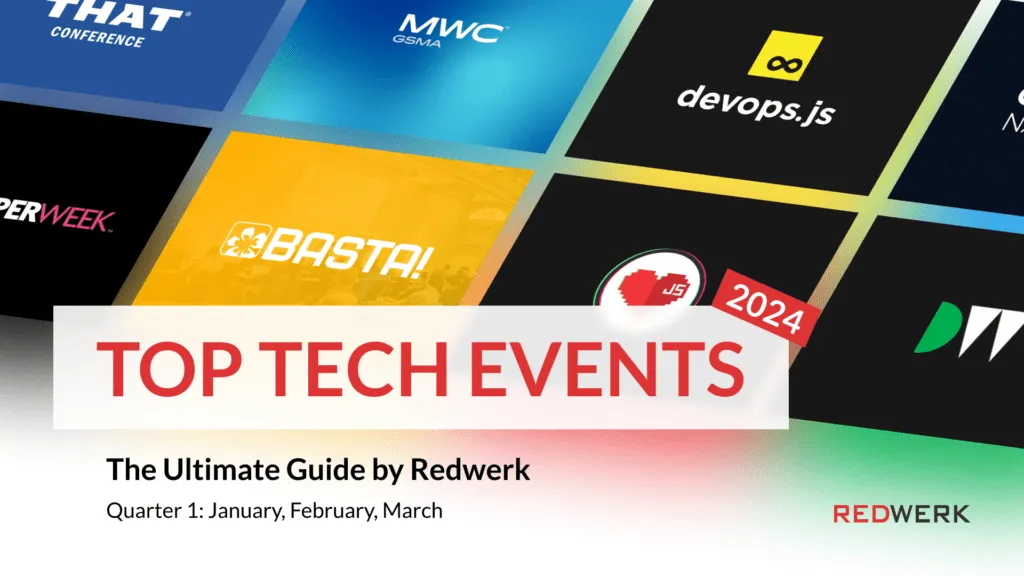 THAT
CONFERENCE
MWC
GSMA
devops.js
PERWEEK
BASTA!
JS
2024
TOP TECH EVENTS
The Ultimate Guide by Redwerk
Quarter 1: January, February, March
REDWERK